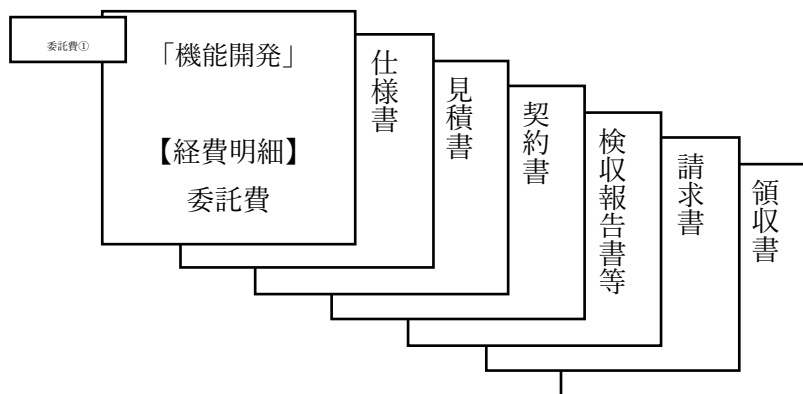 委託費①
「機能開発」
【経費明細】
委託費
仕様書
見積書
契約書
検収報告書等
請求書
領収書